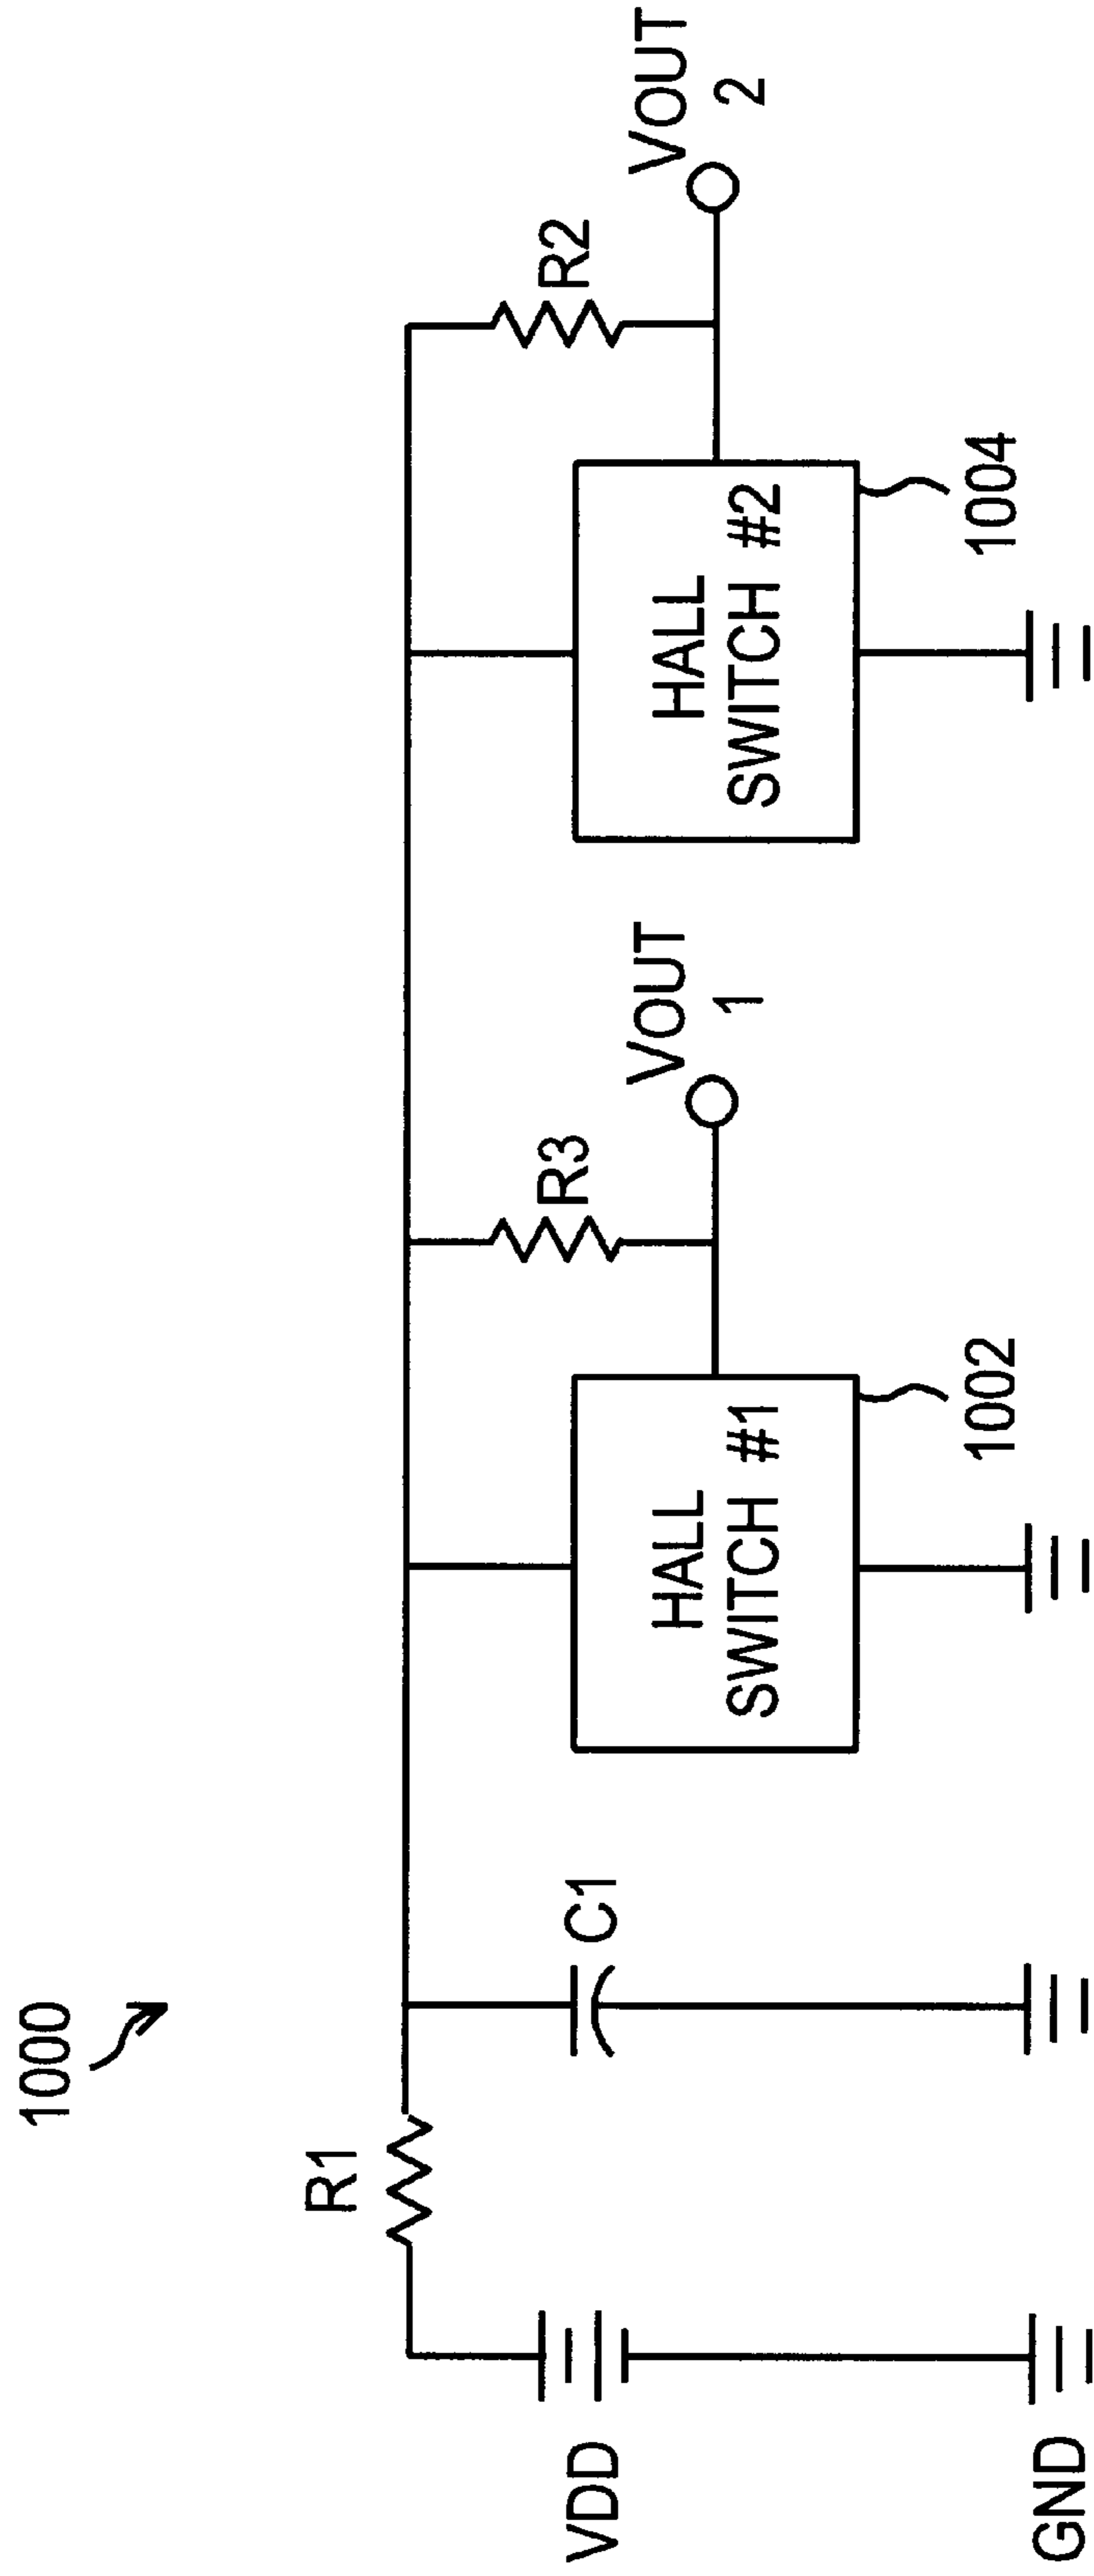 1000
R1
VDD
GND
C1
HALL
SWITCH #1
1002
R3
VOUT
1
HALL
SWITCH #2
1004
R2
VOUT
2